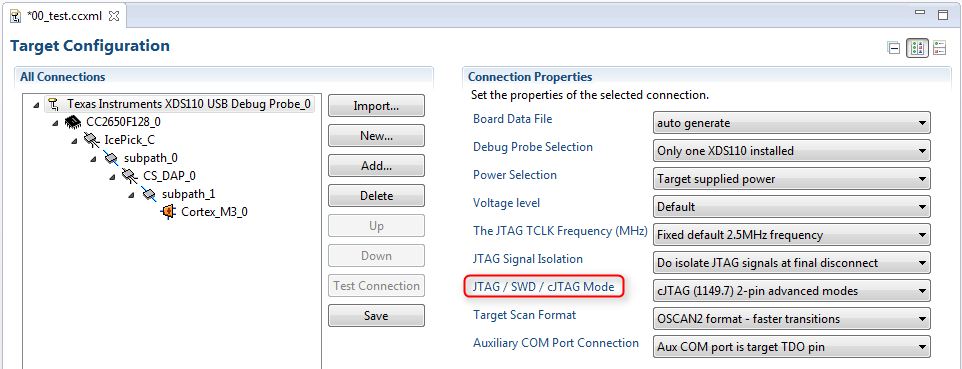 *00_test.ccxml
Target Configuration
All Connections
Texas Instruments XDS110 USB Debug Probe_0
CC2650F128_0
IcePick_C
subpath_0
CS_DAP_0
subpath_1
Cortex_M3_0
Import...
New...
Add...
Delete
Up
Down
Test Connection
Save
Connection Properties
Set the properties of the selected connection.
Board Data File auto generate
Debug Probe Selection Only one XDS110 installed
Power Selection Target supplied power
Voltage level Default
The JTAG TCLK Frequency (MHz) Fixed default 2.5MHz frequency
JTAG Signal Isolation Do isolate JTAG signals at final disconnect
JTAG / SWD / cJTAG Mode cJTAG (1149.7) 2-pin advanced modes
Target Scan Format OSCAN2 format - faster transitions
Auxiliary COM Port Connection Aux COM port is target TDO pin